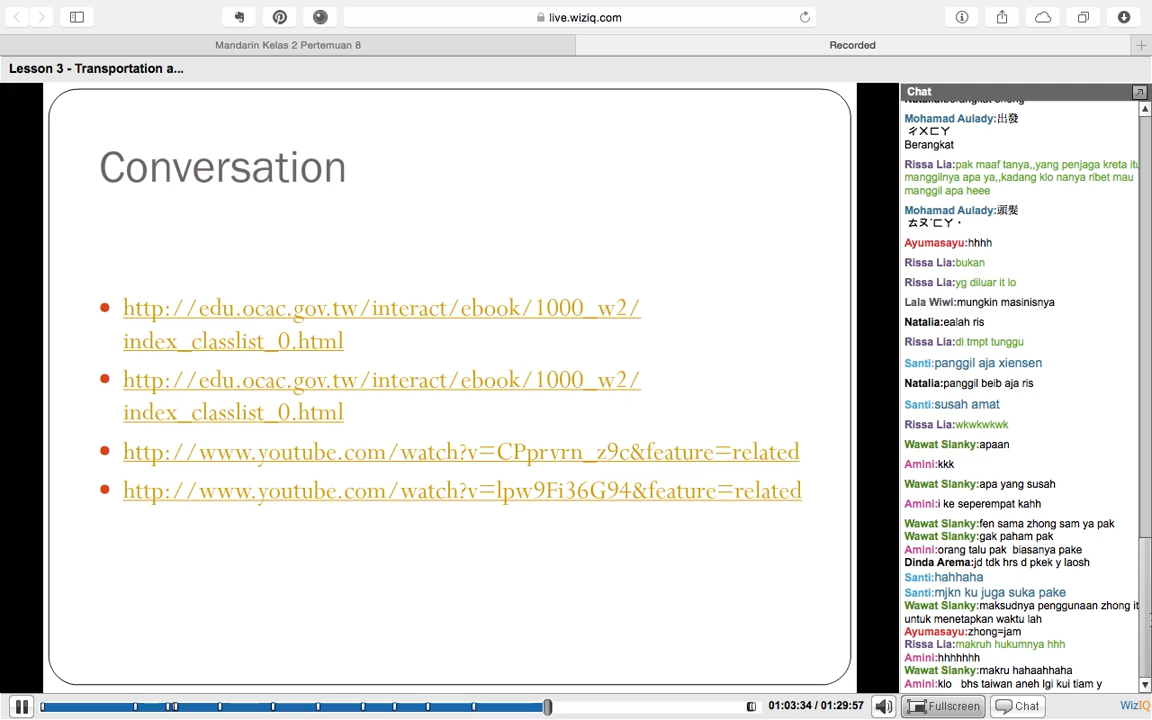 live.wiziq.com
Mandarin Kelas 2 Pertemuan 8
Recorded
Lesson 3 - Transportation a...
Conversation
http://edu.ocac.gov.tw/interact/ebook/1000_w2/
index_classlist_0.html
http://edu.ocac.gov.tw/interact/ebook/1000_w2/
index_classlist_0.html
http://www.youtube.com/watch?v=CPprvrn_z9c&feature=related
http://www.youtube.com/watch?v=lpw9Fi36G94&feature=related
Chat
Mohamad Aulady:出發
ㄔㄨㄈㄚ
Berangkat
Rissa Lia:pak maaf tanya,,yang penjaga kreta itu
manggilnya apa ya,,kadang klo nanya ribet mau
manggil apa heee
Mohamad Aulady:頭髮
ㄊㄡˊㄈㄚ˙
Ayumasayu:hhhh
Rissa Lia:bukan
Rissa Lia:yg diluar it lo
Lala Wiwi:mungkin masinisnya
Natalia:ealah ris
Rissa Lia:di tmpt tunggu
Santi:panggil aja xiensen
Natalia:panggil beib aja ris
Santi:susah amat
Rissa Lia:wkwkwkwk
Wawat Slanky:apaan
Amini:kkk
Wawat Slanky:apa yang susah
Amini:i ke seperempat kahh
Wawat Slanky:fen sama zhong sam ya pak
Wawat Slanky:gak paham pak
Amini:orang talu pak biasanya pake
Dinda Arema:jd tdk hrs d pkek y laosh
Santi:hahhaha
Santi:mjkn ku juga suka pake
Wawat Slanky:maksudnya penggunaan zhong it
untuk menetapkan waktu lah
Ayumasayu:zhong=jam
Rissa Lia:makruh hukumnya hhh
Amini:hhhhhhh
Wawat Slanky:makru hahaahhaha
Amini:klo bhs taiwan aneh lgi kui tiam y
01:03:34 / 01:29:57
Fullscreen
Chat
WizIQ